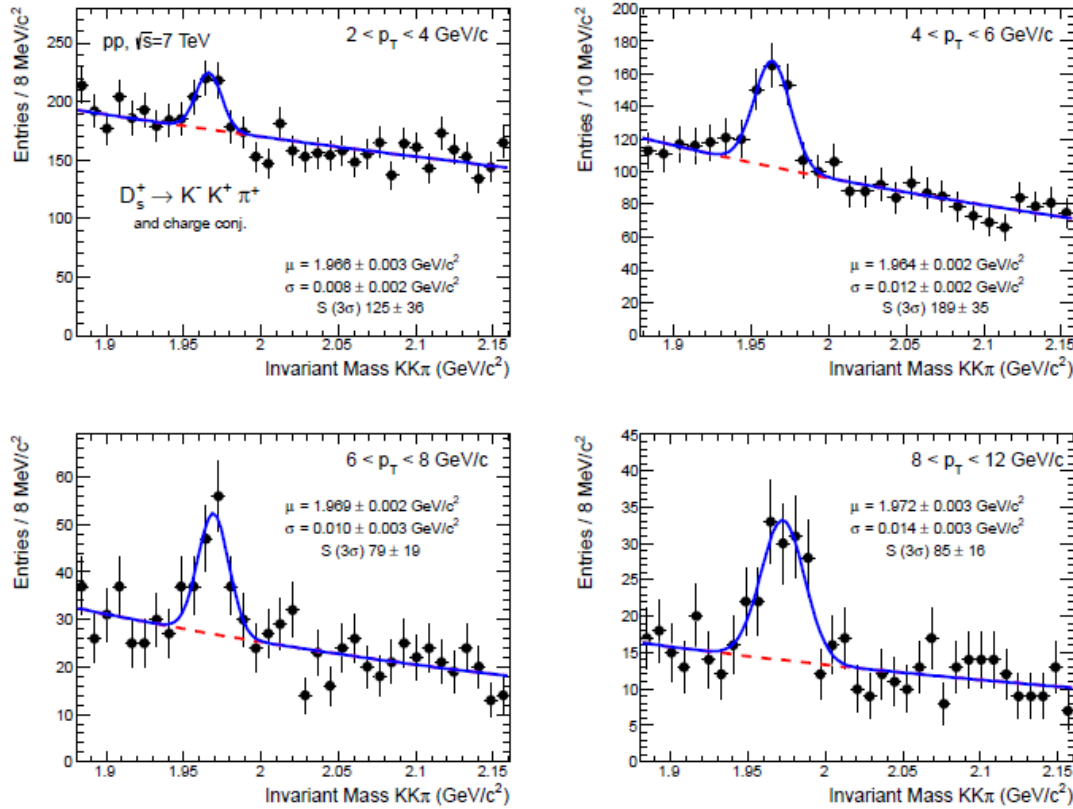 pp, √s=7 TeV
2 < p_T < 4 GeV/c
Entries / 8 MeV/c²
250
200
150
100
50
0
D_s^+ → K^- K^+ π^+
and charge conj.
μ = 1.966 ± 0.003 GeV/c²
σ = 0.008 ± 0.002 GeV/c²
S (3σ) 125 ± 36
1.9 1.95 2 2.05 2.1 2.15
Invariant Mass KKπ (GeV/c²)
4 < p_T < 6 GeV/c
Entries / 10 MeV/c²
200
180
160
140
120
100
80
60
40
20
0
μ = 1.964 ± 0.002 GeV/c²
σ = 0.012 ± 0.002 GeV/c²
S (3σ) 189 ± 35
1.9 1.95 2 2.05 2.1 2.15
Invariant Mass KKπ (GeV/c²)
6 < p_T < 8 GeV/c
Entries / 8 MeV/c²
60
50
40
30
20
10
0
μ = 1.969 ± 0.002 GeV/c²
σ = 0.010 ± 0.003 GeV/c²
S (3σ) 79 ± 19
1.9 1.95 2 2.05 2.1 2.15
Invariant Mass KKπ (GeV/c²)
8 < p_T < 12 GeV/c
Entries / 8 MeV/c²
45
40
35
30
25
20
15
10
5
0
μ = 1.972 ± 0.003 GeV/c²
σ = 0.014 ± 0.003 GeV/c²
S (3σ) 85 ± 16
1.9 1.95 2 2.05 2.1 2.15
Invariant Mass KKπ (GeV/c²)